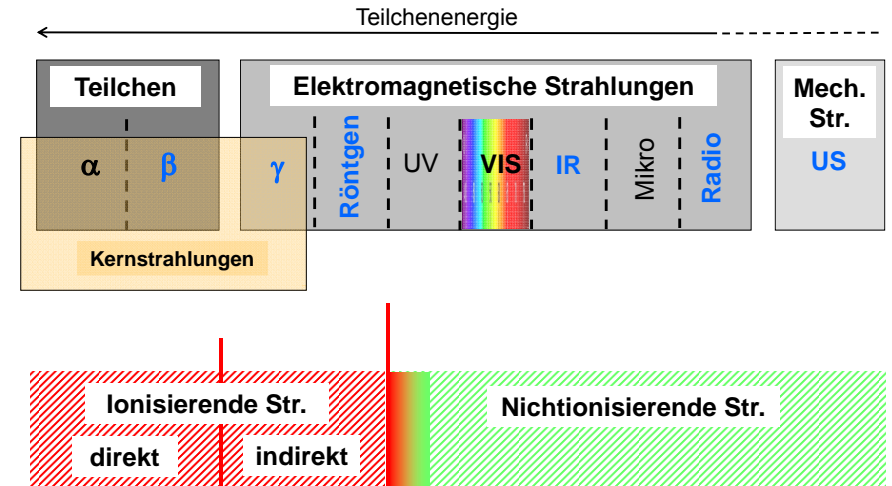 Teilchenenergie
Teilchen
Elektromagnetische Strahlungen
Mech.
Str.
α
β
γ
Röntgen
UV
VIS
IR
Mikro
Radio
US
Kernstrahlungen
Ionisierende Str.
Nichtionisierende Str.
direkt
indirekt